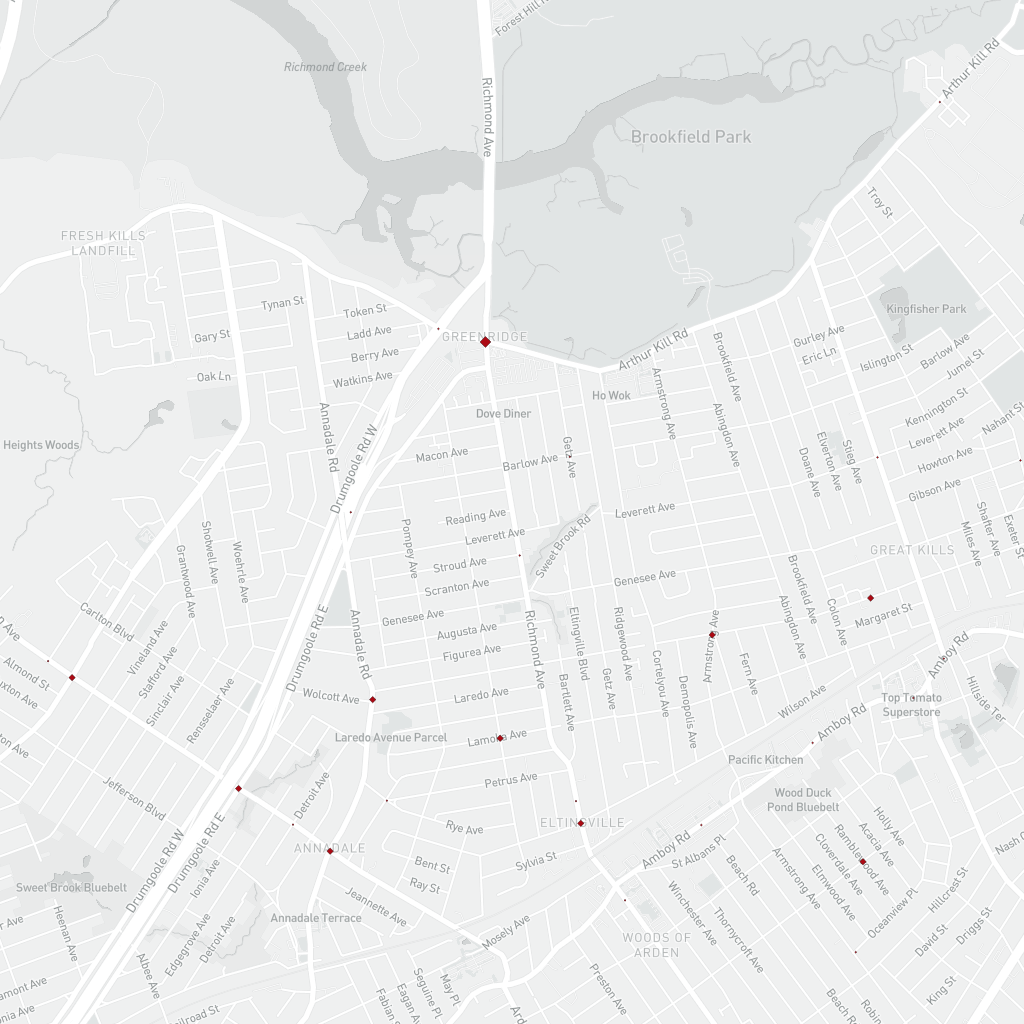 Forest Hill R
Richmond Creek
Richmond Ave
Arthur Kill Rd
Brookfield Park
Troy St
FRESH KILLS
LANDFILL
Tynan St
Token St
Kingfisher Park
Gary St
Ladd Ave
GREENRIDGE
Arthur Kill Rd
Gurley Ave
Eric Ln
Islington St
Barlow Ave
Jumel St
Berry Ave
Oak Ln
Watkins Ave
Brookfield Ave
Armstrong Ave
Ho Wok
Kennington St
Dove Diner
Annadale Rd
Abingdon Ave
Leverett Ave
Nahant St
Heights Woods
Drumgoole Rd W
Macon Ave
Barlow Ave
Getz Ave
Elverton Ave
Stieg Ave
Doane Ave
Howton Ave
Gibson Ave
Reading Ave
Leverett Ave
Leverett Ave
Sweet Brook Rd
Pompey Ave
Shotwell Ave
Grantwood Ave
Woehrle Ave
Miles Ave
Shafter Ave
Exeter St
GREAT KILLS
Stroud Ave
Scranton Ave
Genesee Ave
Genesee Ave
Augusta Ave
Figurea Ave
Carlton Blvd
Vineland Ave
Stafford Ave
Sinclair Ave
Rensselaer Ave
Drumgoole Rd E
Annadale Rd
Richmond Ave
Eltingville Blvd
Ridgewood Ave
Getz Ave
Bartlett Ave
Cortelyou Ave
Demopolis Ave
Armstrong Ave
Fern Ave
Abingdon Ave
Brookfield Ave
Colon Ave
Margaret St
Amboy Rd
Almond St
Wolcott Ave
Laredo Ave
Wilson Ave
Amboy Rd
Top Tomato
Superstore
Hillside Ter
Laredo Avenue Parcel
Lamoka Ave
Pacific Kitchen
Petrus Ave
Jefferson Blvd
Detroit Ave
Wood Duck
Pond Bluebelt
Rye Ave
ELTINGVILLE
ANNADALE
Drumgoole Rd W
Drumgoole Rd E
Bent St
Sylvia St
Amboy Rd
St Albans Pl
Holly Ave
Acacia Ave
Ramblewood Ave
Cloverdale Ave
Elmwood Ave
Armstrong Ave
Nash C
Ray St
Beach Rd
Sweet Brook Bluebelt
Ionia Ave
Jeannette Ave
Winchester Ave
Oceanview Pl
Hillcrest St
Annadale Terrace
Heenan Ave
Edgegrove Ave
Detroit Ave
Mosely Ave
Thornycroft Ave
David St
Driggs St
WOODS OF
ARDEN
Albee Ave
Seguine Pl
May Pl
Eagan
Fabian
Preston Ave
King St
Beach R
Robin